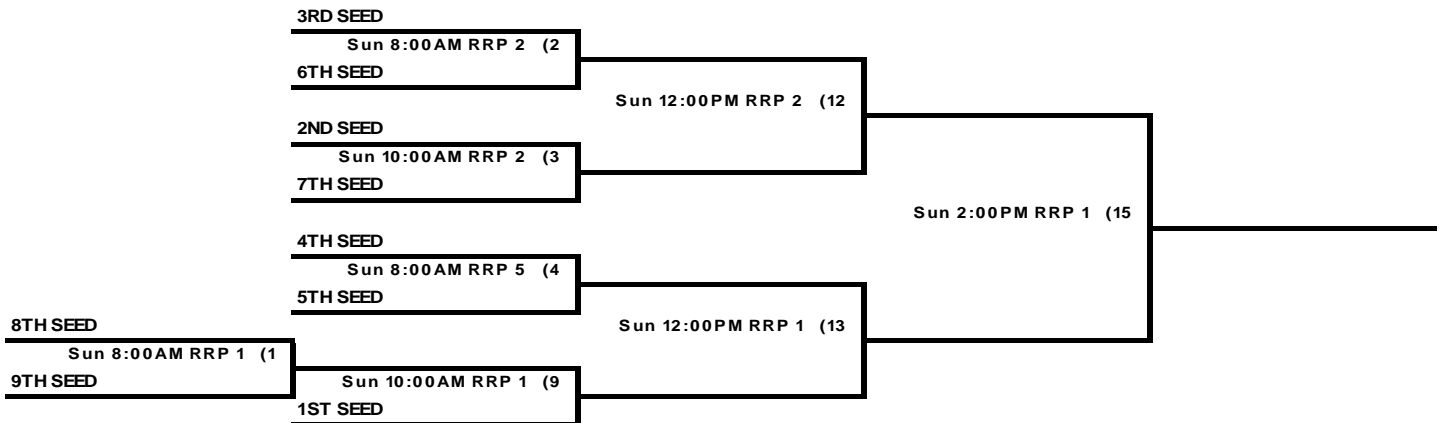 3RD SEED
Sun 8:00AM RRP 2 (2
6TH SEED
Sun 12:00PM RRP 2 (12
2ND SEED
Sun 10:00AM RRP 2 (3
7TH SEED
Sun 2:00PM RRP 1 (15
4TH SEED
Sun 8:00AM RRP 5 (4
5TH SEED
8TH SEED
Sun 12:00PM RRP 1 (13
Sun 8:00AM RRP 1 (1
9TH SEED
Sun 10:00AM RRP 1 (9
1ST SEED